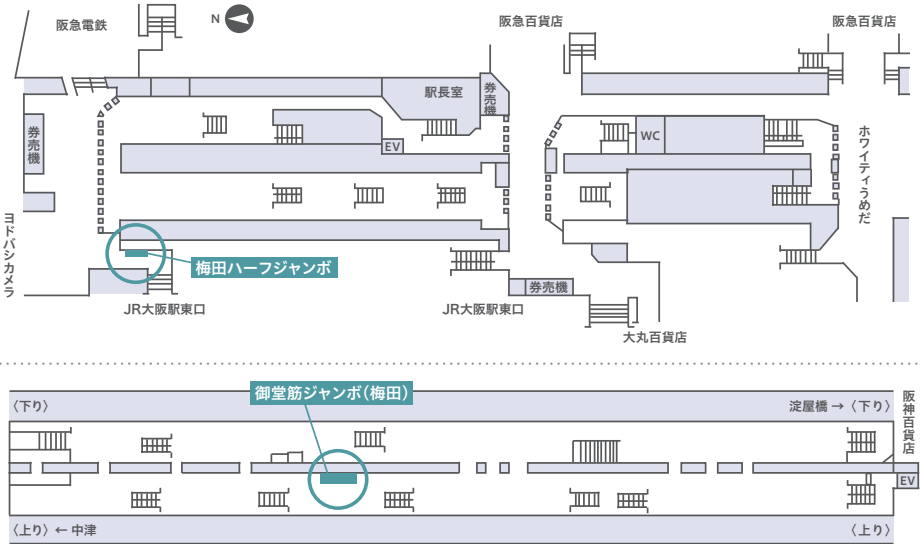 阪急電鉄
N
阪急百貨店
阪急百貨店
駅長室
券売機
券売機
EV
WC
ホワイティうめだ
ヨドバシカメラ
梅田ハーフジャンボ
JR大阪駅東口
JR大阪駅東口
券売機
大丸百貨店
御堂筋ジャンボ(梅田)
〈下り〉
淀屋橋 → 〈下り〉
阪神百貨店
EV
〈上り〉 ← 中津
〈上り〉